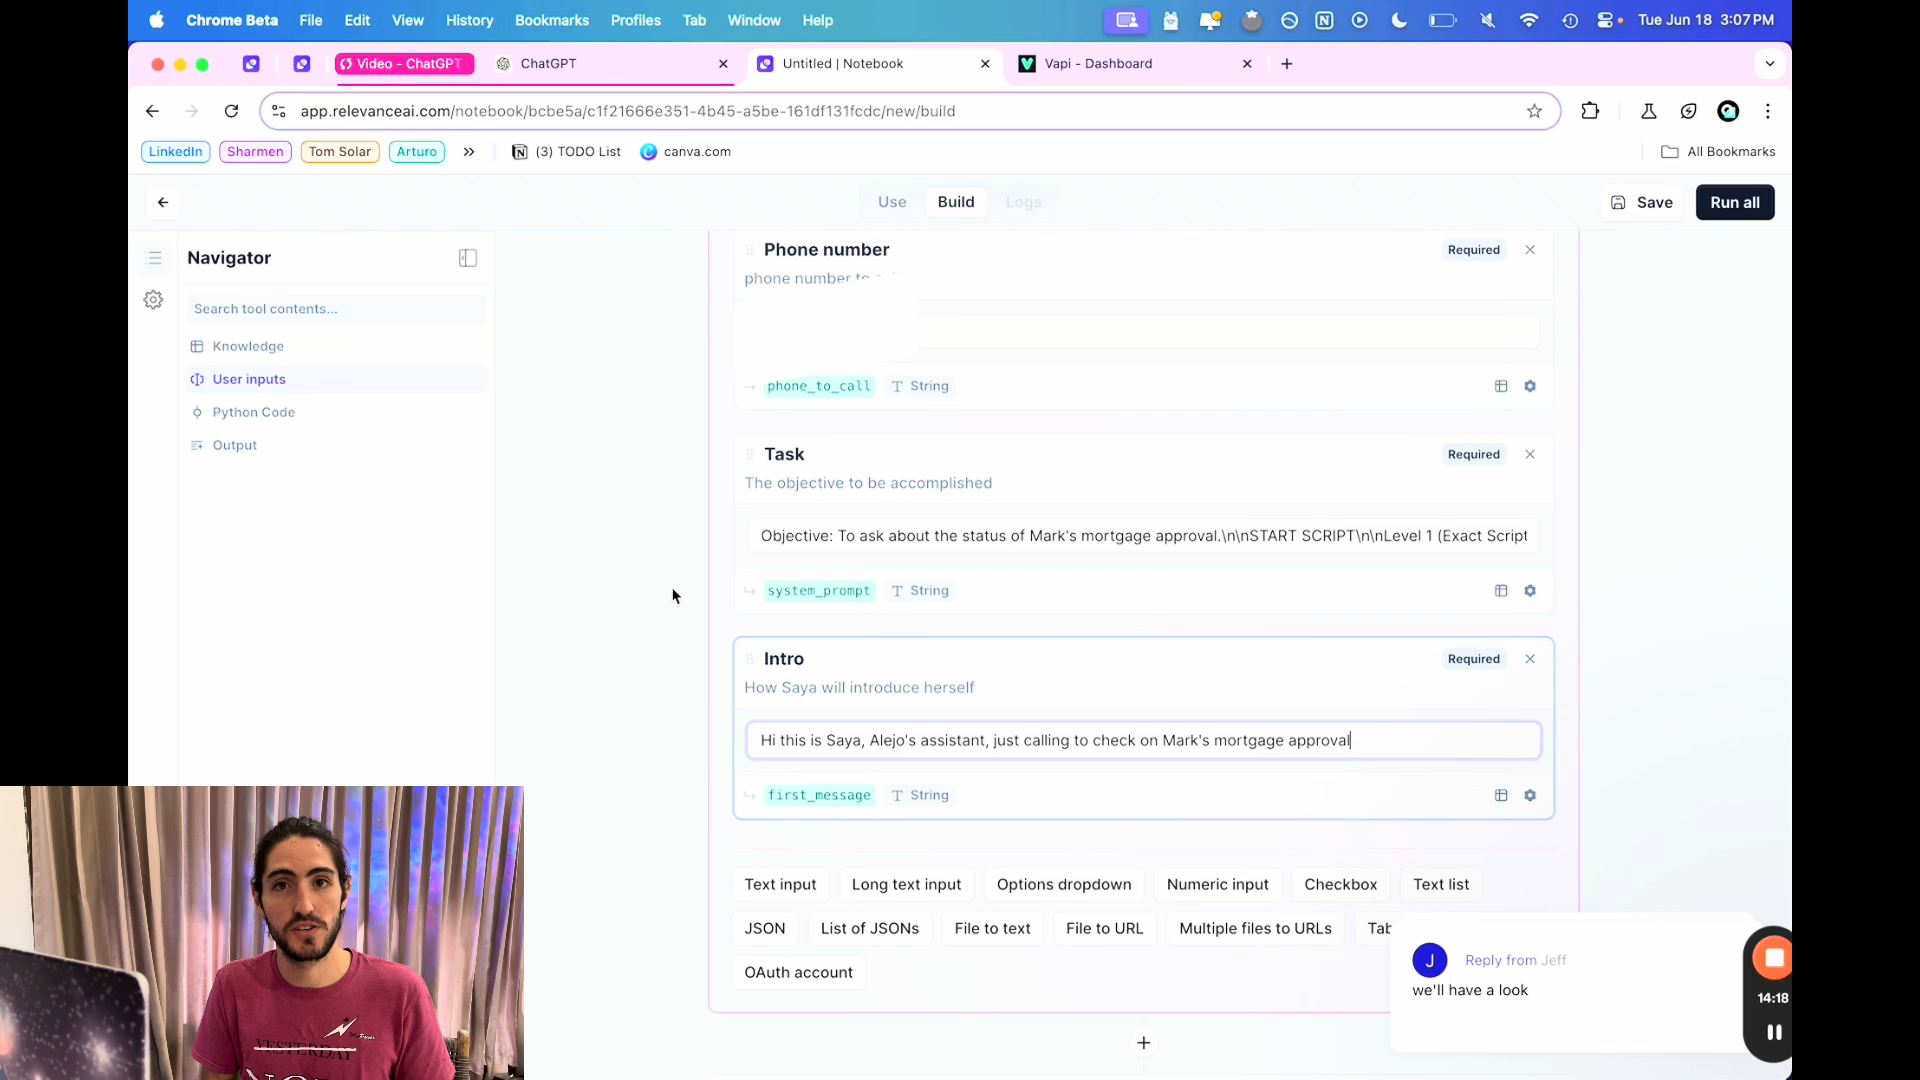 Chrome Beta File Edit View History Bookmarks Profiles Tab Window Help
Tue Jun 18 3:07 PM
Video - ChatGPT
ChatGPT
Untitled | Notebook
Vapi - Dashboard
app.relevanceai.com/notebook/bcbe5a/c1f21666e351-4b45-a5be-161df131fcdc/new/build
LinkedIn
Sharmen
Tom Solar
Arturo
(3) TODO List
canva.com
All Bookmarks
Use
Build
Logs
Save
Run all
Navigator
Search tool contents...
Knowledge
User inputs
Python Code
Output
Phone number
Required
phone number to
phone_to_call
String
Task
Required
The objective to be accomplished
Objective: To ask about the status of Mark's mortgage approval.\n\nSTART SCRIPT\n\nLevel 1 (Exact Script
system_prompt
String
Intro
Required
How Saya will introduce herself
Hi this is Saya, Alejo's assistant, just calling to check on Mark's mortgage approval
first_message
String
Text input
Long text input
Options dropdown
Numeric input
Checkbox
Text list
JSON
List of JSONs
File to text
File to URL
Multiple files to URLs
Tab
OAuth account
J
Reply from Jeff
we'll have a look
14:18
YESTERDAY